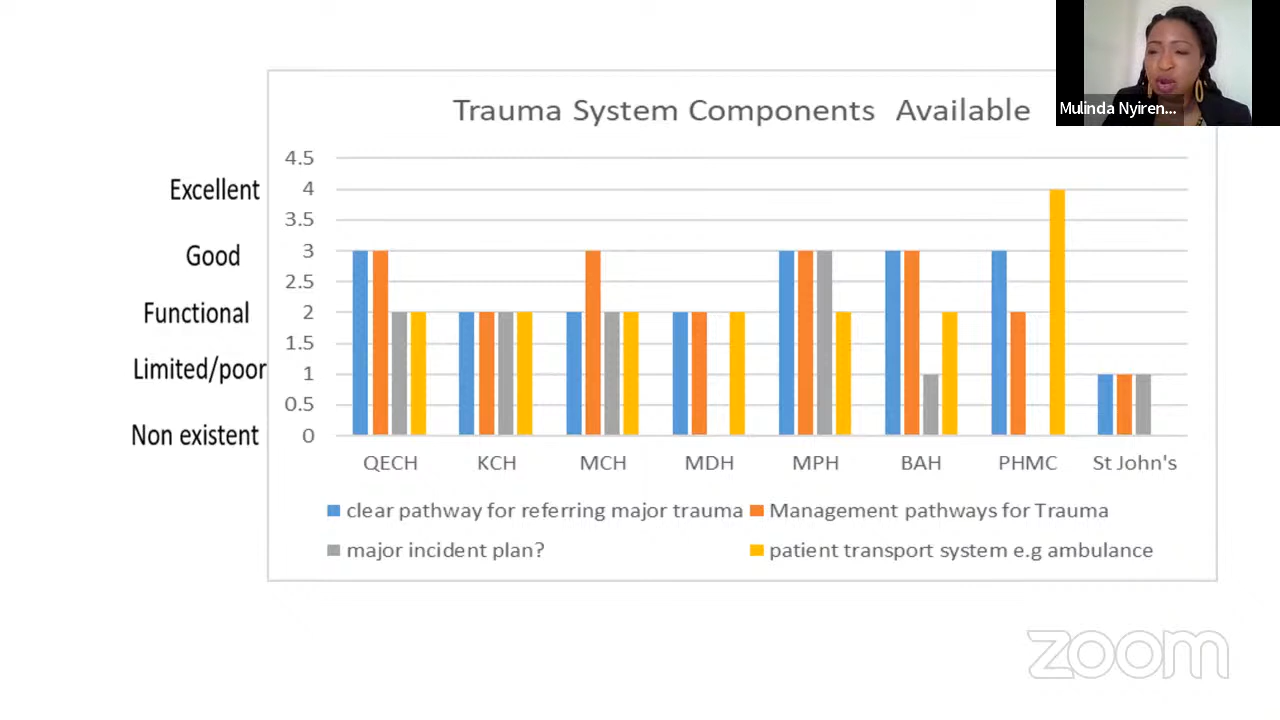 Mulinda Nyiren...
Trauma System Components Available
Excellent
Good
Functional
Limited/poor
Non existent
4.5
4
3.5
3
2.5
2
1.5
1
0.5
0
QECH KCH MCH MDH MPH BAH PHMC St John's
clear pathway for referring major trauma Management pathways for Trauma
major incident plan? patient transport system e.g ambulance
zoom